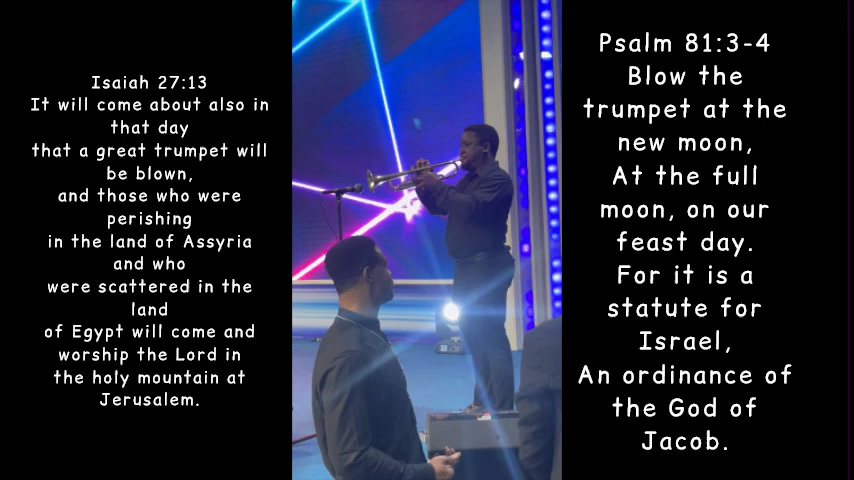 Isaiah 27:13
It will come about also in
that day
that a great trumpet will
be blown,
and those who were
perishing
in the land of Assyria
and who
were scattered in the
land
of Egypt will come and
worship the Lord in
the holy mountain at
Jerusalem.
Psalm 81:3-4
Blow the
trumpet at the
new moon,
At the full
moon, on our
feast day.
For it is a
statute for
Israel,
An ordinance of
the God of
Jacob.